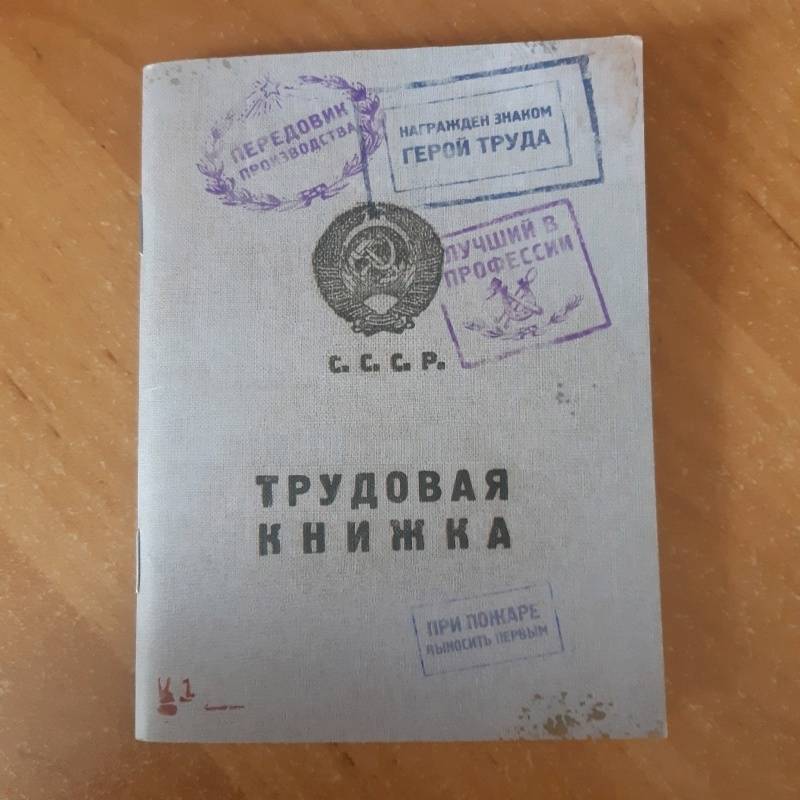 ПЕРЕДОВИК
ПРОИЗВОДСТВА
НАГРАЖДЕН ЗНАКОМ
ГЕРОЙ ТРУДА
ЛУЧШИЙ В
ПРОФЕССИИ
С. С. С. Р.
ТРУДОВАЯ
КНИЖКА
ПРИ ПОЖАРЕ
ВЫНОСИТЬ ПЕРВЫМ